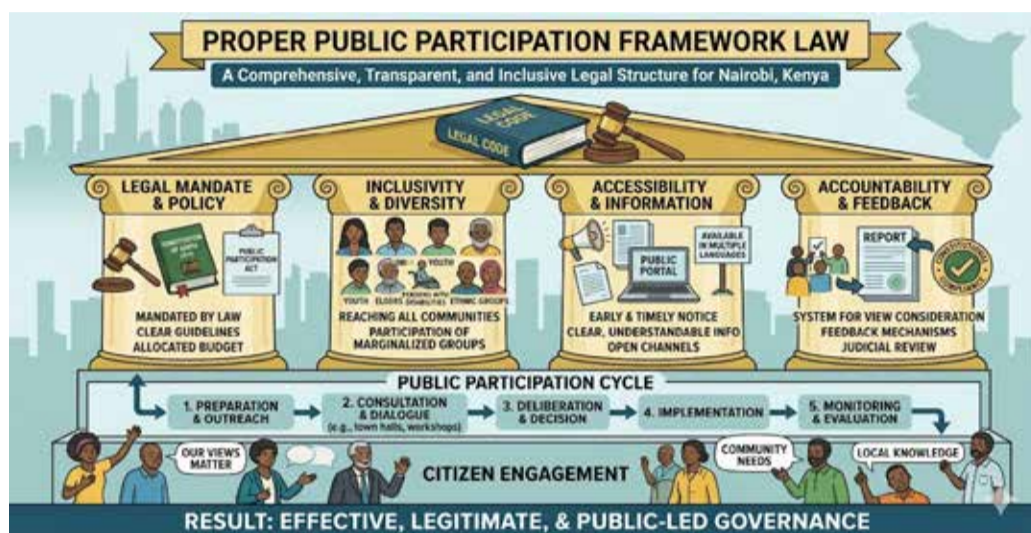 PROPER PUBLIC PARTICIPATION FRAMEWORK LAW
A Comprehensive, Transparent, and Inclusive Legal Structure for Nairobi, Kenya
LEGAL CODE
LEGAL CODE
LEGAL MANDATE
& POLICY
PUBLIC
PARTICIPATION
ACT
MANDATED BY LAW
CLEAR GUIDELINES
ALLOCATED BUDGET
INCLUSIVITY
& DIVERSITY
YOUTH
YOUTH
ELDERS
PERSONS WITH
DISABILITIES
ETHNIC GROUPS
REACHING ALL COMMUNITIES
PARTICIPATION OF
MARGINALIZED GROUPS
ACCESSIBILITY
& INFORMATION
PUBLIC
PORTAL
AVAILABLE
IN MULTIPLE
LANGUAGES
EARLY & TIMELY NOTICE
CLEAR, UNDERSTANDABLE INFO
OPEN CHANNELS
ACCOUNTABILITY
& FEEDBACK
REPORT
COMPLIANCE
SYSTEM FOR VIEW CONSIDERATION
FEEDBACK MECHANISMS
JUDICIAL REVIEW
PUBLIC PARTICIPATION CYCLE
1. PREPARATION
& OUTREACH
2. CONSULTATION
& DIALOGUE
(e.g., town halls, workshops)
3. DELIBERATION
& DECISION
4. IMPLEMENTATION
5. MONITORING
& EVALUATION
OUR VIEWS
MATTER
CITIZEN ENGAGEMENT
COMMUNITY
NEEDS
LOCAL KNOWLEDGE
RESULT: EFFECTIVE, LEGITIMATE, & PUBLIC-LED GOVERNANCE